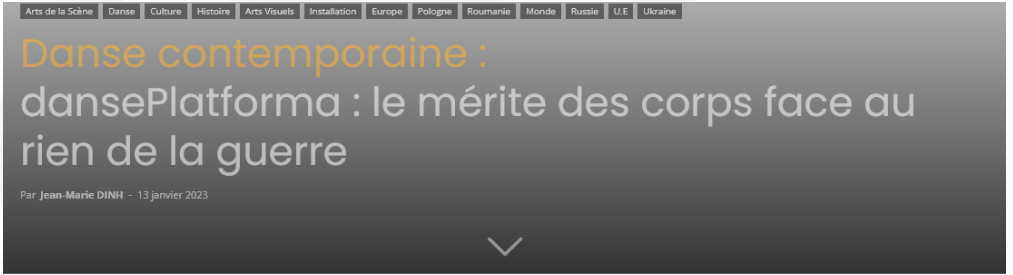 Arts de la Scène Danse Culture Histoire Arts Visuels Installation Europe Pologne Roumanie Monde Russie U.E Ukraine
Danse contemporaine :
dansePlatforma : le mérite des corps face au
rien de la guerre
Par Jean-Marie DINH - 13 janvier 2023